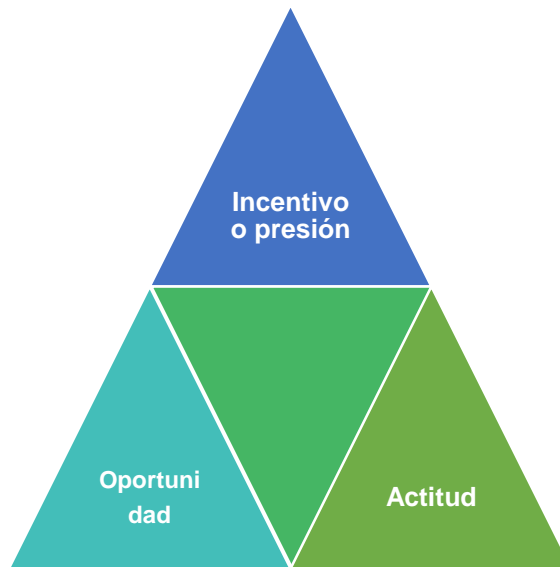 Incentivo
o presión
Oportuni
dad
Actitud